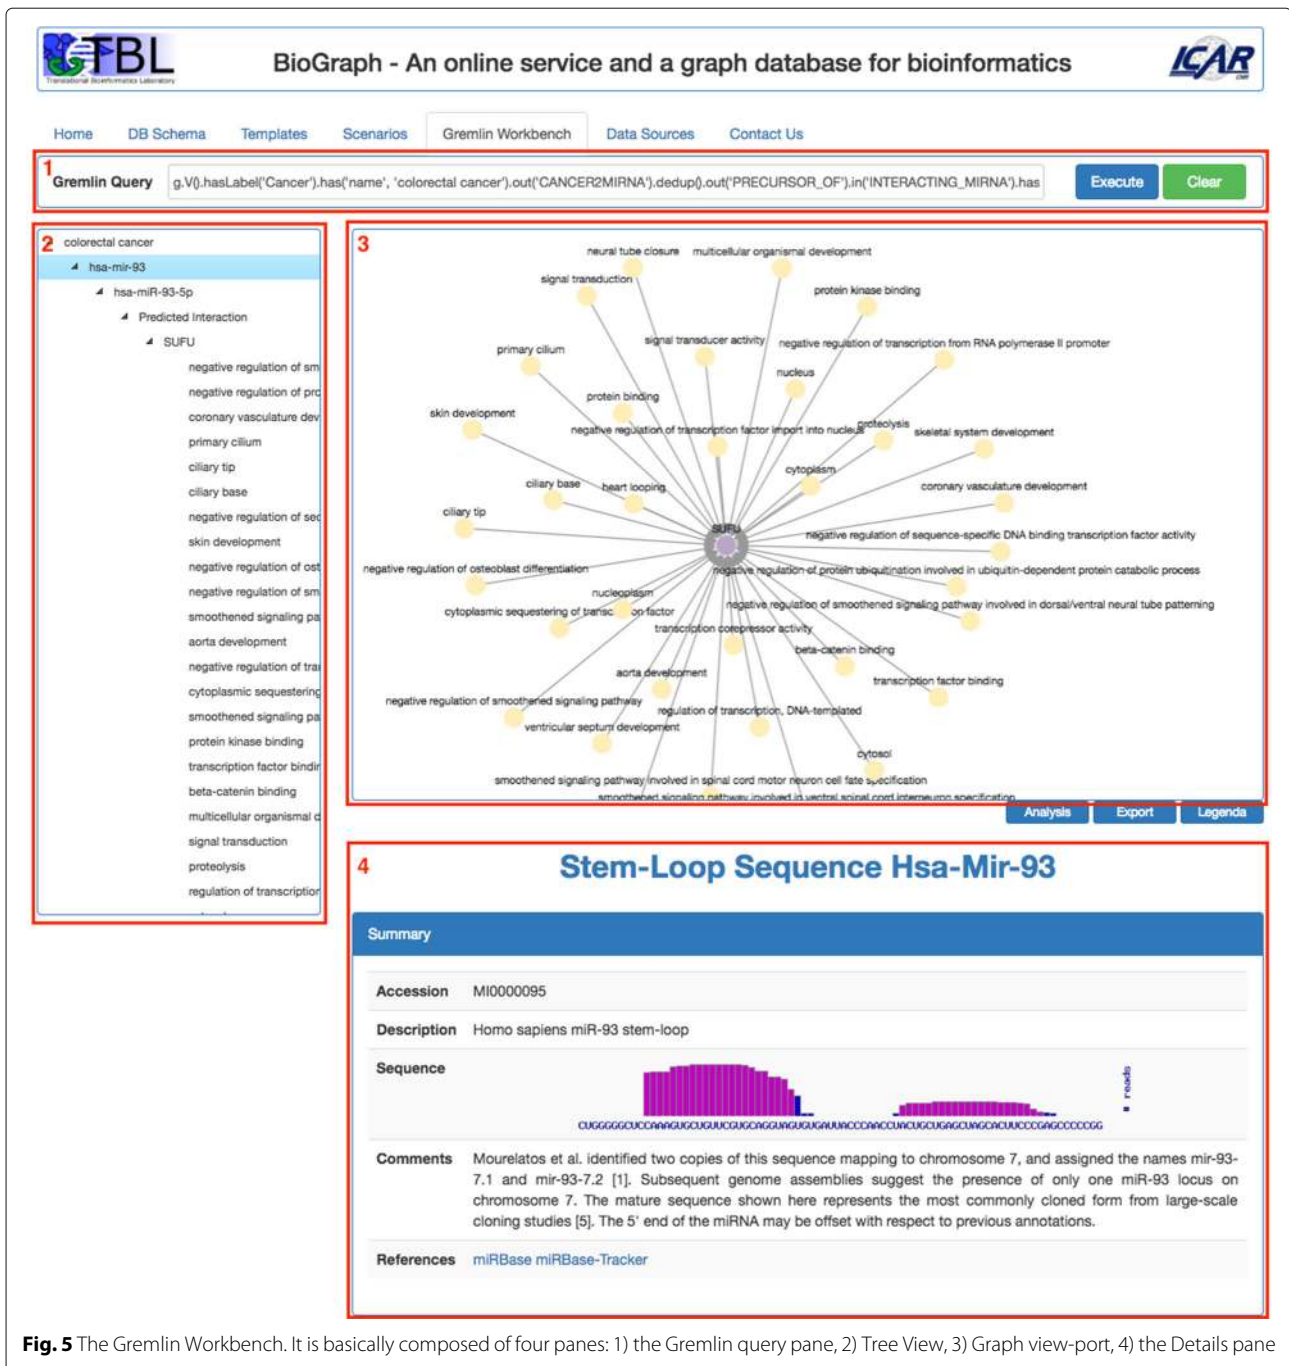 TBL
Translational Bioinformatics Laboratory
BioGraph - An online service and a graph database for bioinformatics
ICAR
Home DB Schema Templates Scenarios Gremlin Workbench Data Sources Contact Us
1
Gremlin Query g.V().hasLabel('Cancer').has('name', 'colorectal cancer').out('CANCER2MIRNA').dedup().out('PRECURSOR_OF').in('INTERACTING_MIRNA').has Execute Clear
2 colorectal cancer
hsa-mir-93
hsa-miR-93-5p
Predicted Interaction
SUFU
negative regulation of sm
negative regulation of pro
coronary vasculature dev
primary cilium
ciliary tip
ciliary base
negative regulation of sec
skin development
negative regulation of ost
negative regulation of sm
smoothened signaling pa
aorta development
negative regulation of tra
cytoplasmic sequestering
smoothened signaling pa
protein kinase binding
transcription factor bindin
beta-catenin binding
multicellular organismal d
signal transduction
proteolysis
regulation of transcription
3
neural tube closure multicellular organismal development
signal transduction
protein kinase binding
signal transducer activity negative regulation of transcription from RNA polymerase II promoter
primary cilium
nucleus
protein binding
skin development
negative regulation of transcription factor import into nucleus proteolysis skeletal system development
cytoplasm
ciliary base heart looping coronary vasculature development
ciliary tip
SUFU
negative regulation of sequence-specific DNA binding transcription factor activity
negative regulation of osteoblast differentiation negative regulation of protein ubiquitination involved in ubiquitin-dependent protein catabolic process
nucleoplasm
cytoplasmic sequestering of transc on factor negative regulation of smoothened signaling pathway involved in dorsal/ventral neural tube patterning
transcription corepressor activity
beta-catenin binding
aorta development transcription factor binding
negative regulation of smoothened signaling pathway
regulation of transcription, DNA-templated
ventricular septum development
cytosol
smoothened signaling pathway involved in spinal cord motor neuron cell fate specification
smoothened signaling pathway involved in ventral spinal cord interneuron specification
Analysis Export Legenda
4
Stem-Loop Sequence Hsa-Mir-93
Summary
Accession MI0000095
Description Homo sapiens miR-93 stem-loop
Sequence
reads
CUGGGGGCUCCAAAGUGCUGUUCGUGCAGGUAGUGUGAUUACCCAACCUACUGCUGAGCUAGCACUUCCCGAGCCCCCGG
Comments Mourelatos et al. identified two copies of this sequence mapping to chromosome 7, and assigned the names mir-93-
7.1 and mir-93-7.2 [1]. Subsequent genome assemblies suggest the presence of only one miR-93 locus on
chromosome 7. The mature sequence shown here represents the most commonly cloned form from large-scale
cloning studies [5]. The 5' end of the miRNA may be offset with respect to previous annotations.
References miRBase miRBase-Tracker
Fig. 5 The Gremlin Workbench. It is basically composed of four panes: 1) the Gremlin query pane, 2) Tree View, 3) Graph view-port, 4) the Details pane